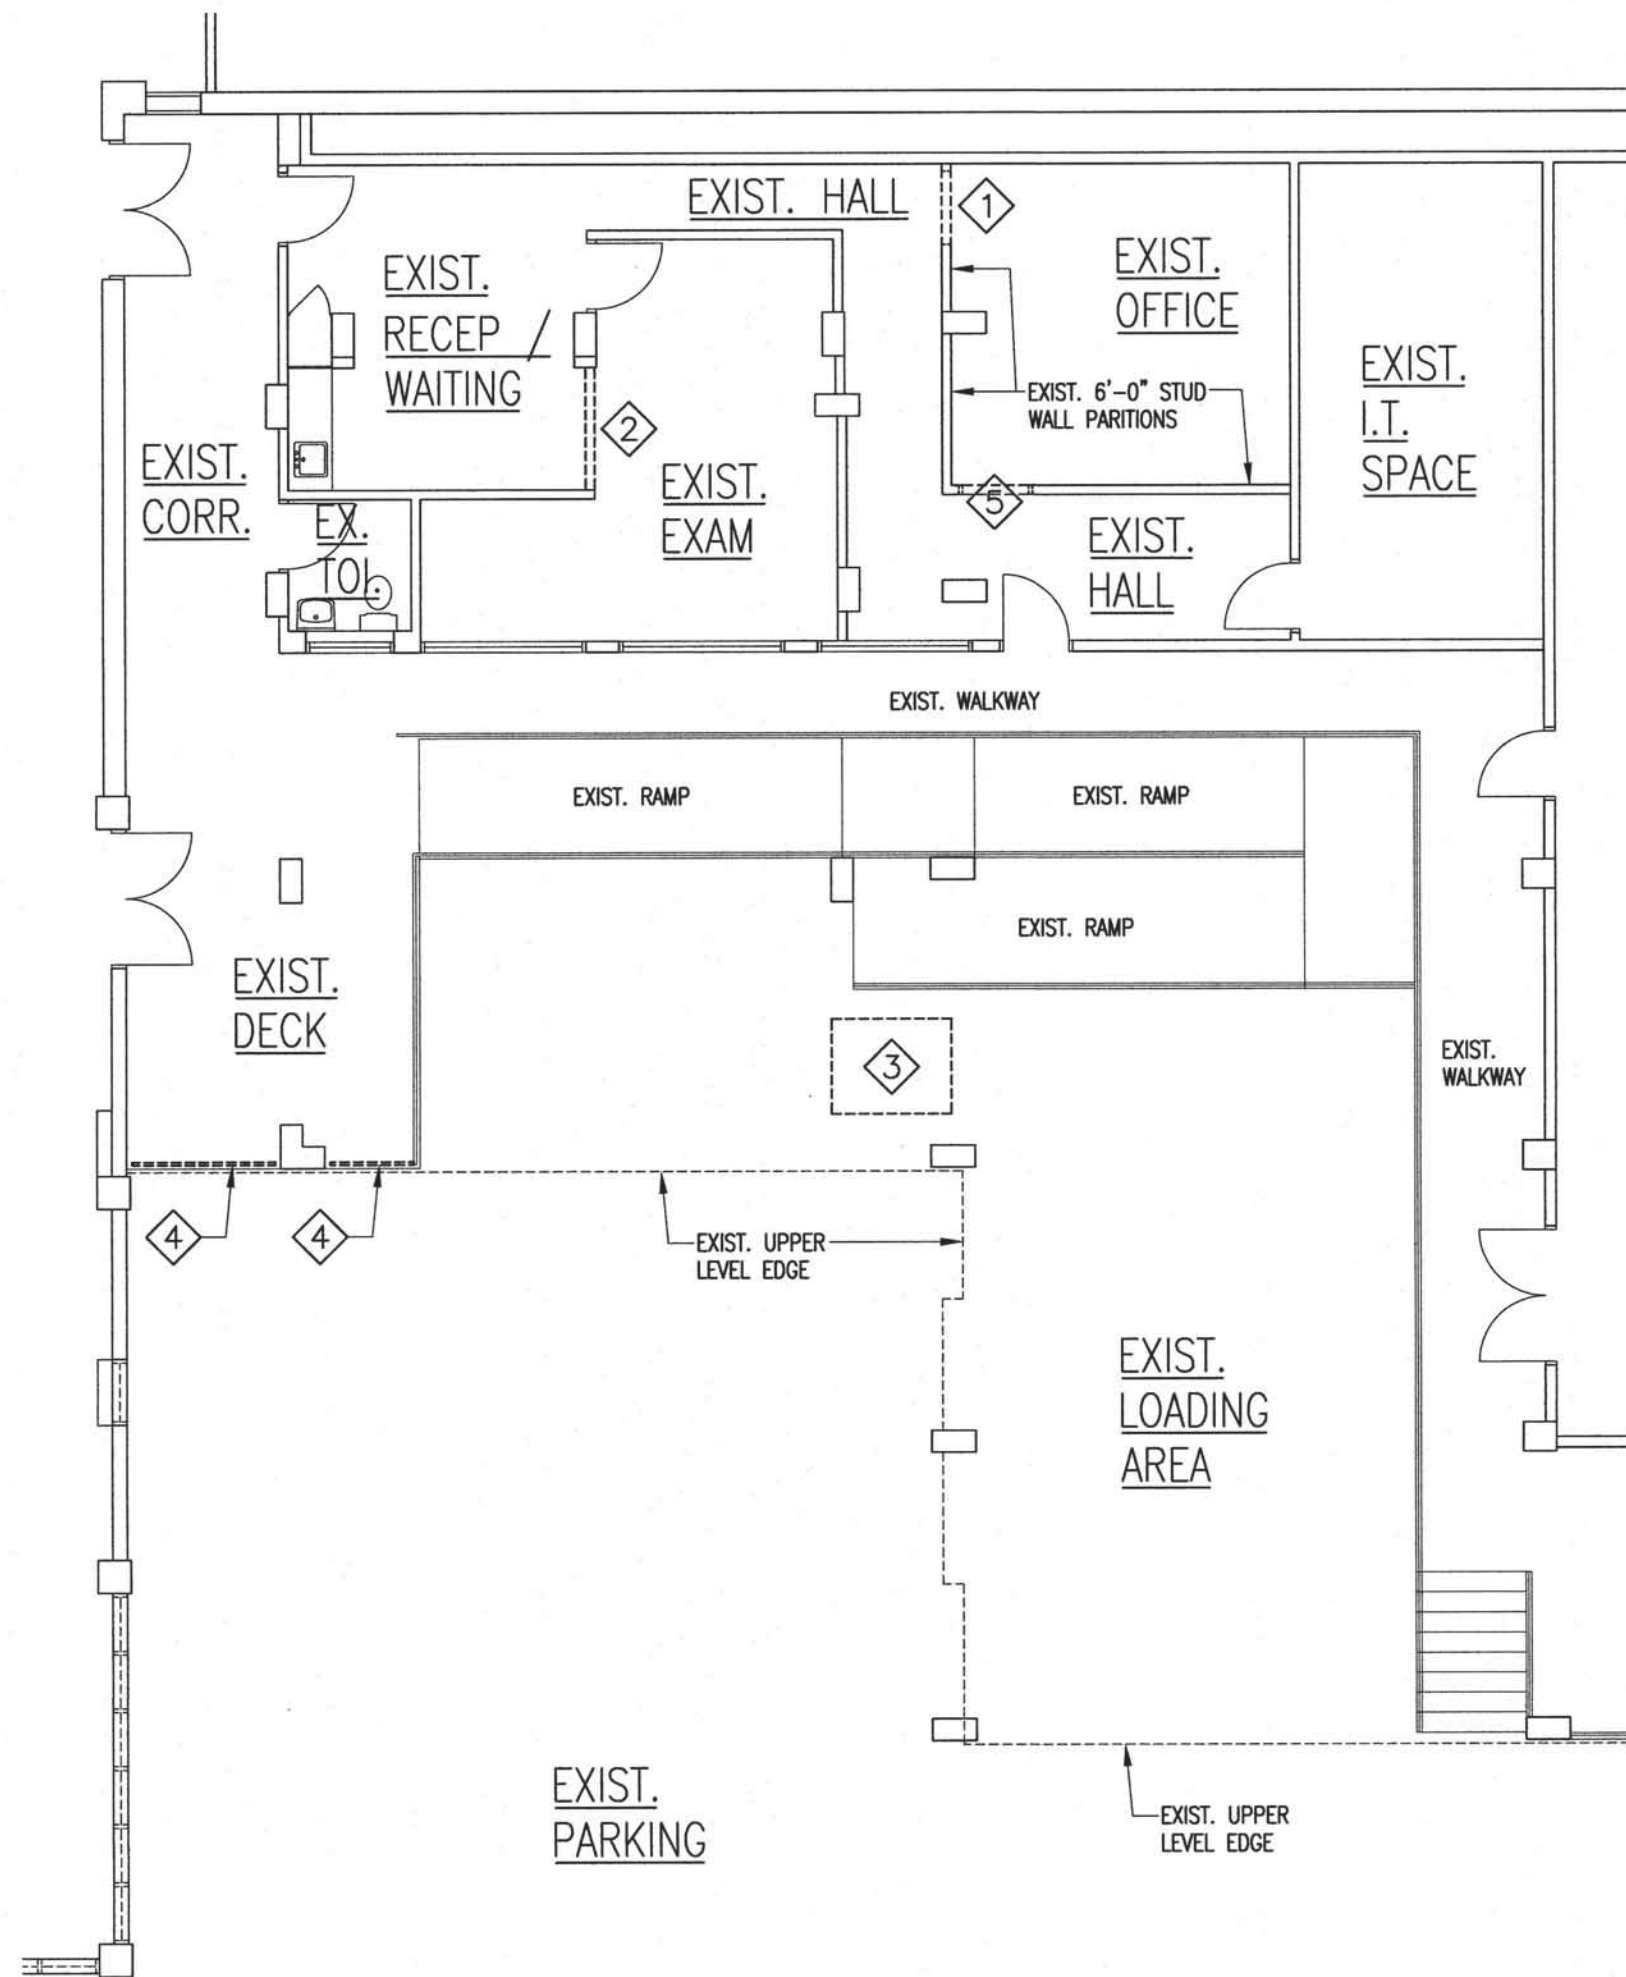 EXIST. HALL
1
EXIST.
OFFICE
EXIST.
RECEP /
WAITING
EXIST.
I.T.
SPACE
EXIST. 6'-0" STUD
WALL PARITIONS
2
EXIST.
CORR.
EXIST.
EXAM
5
EX.
TOI.
EXIST.
HALL
EXIST. WALKWAY
EXIST. RAMP
EXIST. RAMP
EXIST. RAMP
EXIST.
DECK
3
EXIST.
WALKWAY
4
4
EXIST. UPPER
LEVEL EDGE
EXIST.
LOADING
AREA
EXIST.
PARKING
EXIST. UPPER
LEVEL EDGE